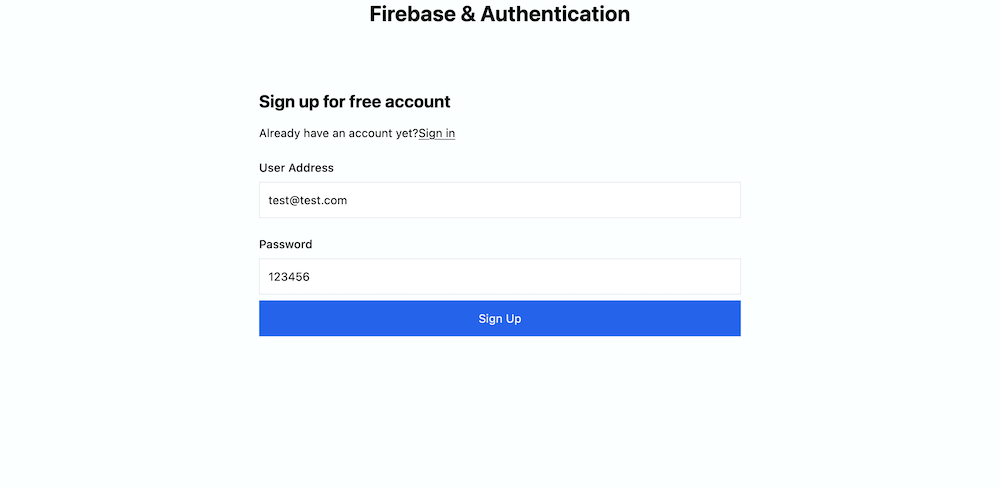 Firebase & Authentication
Sign up for free account
Already have an account yet?Sign in
User Address
test@test.com
Password
123456
Sign Up